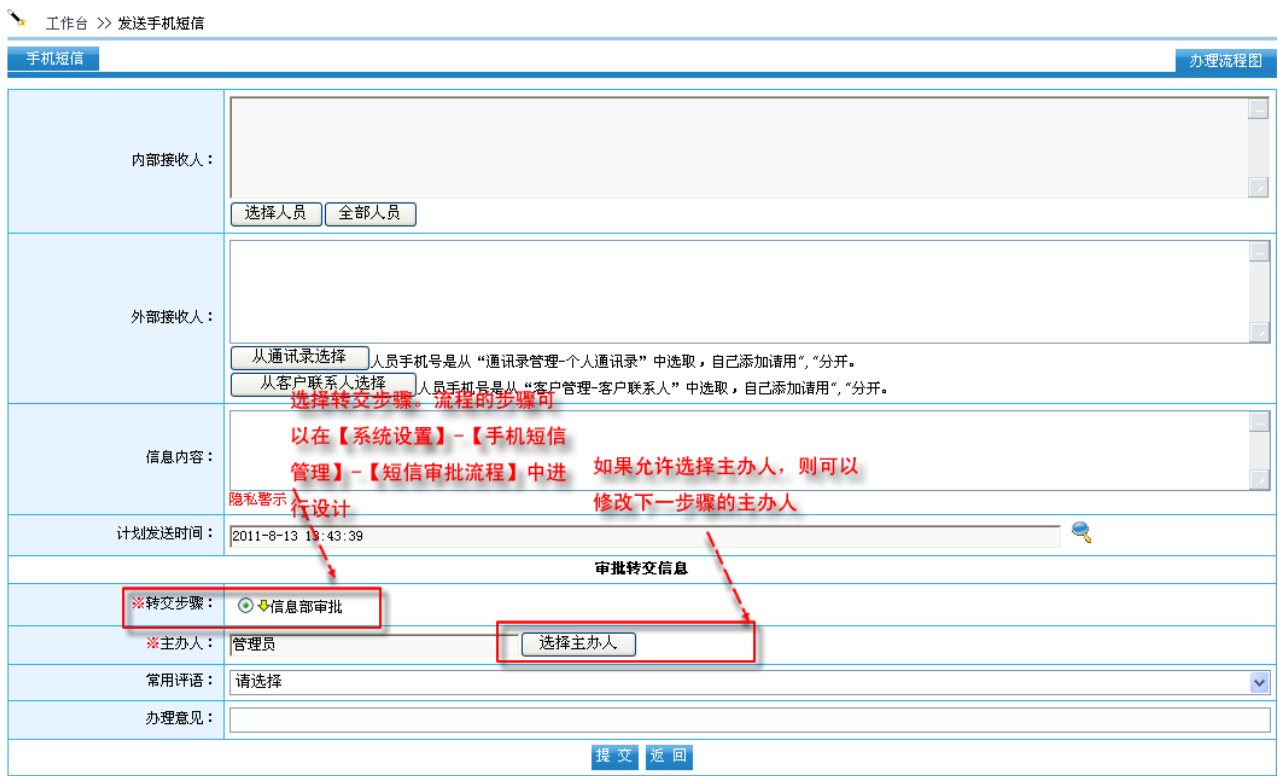 工作台 >> 发送手机短信
手机短信
办理流程图
内部接收人：
选择人员 全部人员
外部接收人：
从通讯录选择 人员手机号是从“通讯录管理-个人通讯录”中选取，自己添加请用“,“分开。
从客户联系人选择 人员手机号是从“客户管理-客户联系人”中选取，自己添加请用“,“分开。
选择转交步骤。流程的步骤可
以在【系统设置】-【手机短信
管理】-【短信审批流程】中进
行设计
如果允许选择主办人，则可以
修改下一步骤的主办人
信息内容：
隐私警示
计划发送时间： 2011-8-13 13:43:39
审批转交信息
※转交步骤： 信息部审批
※主办人： 管理员 选择主办人
常用评语： 请选择
办理意见：
提 交 返 回